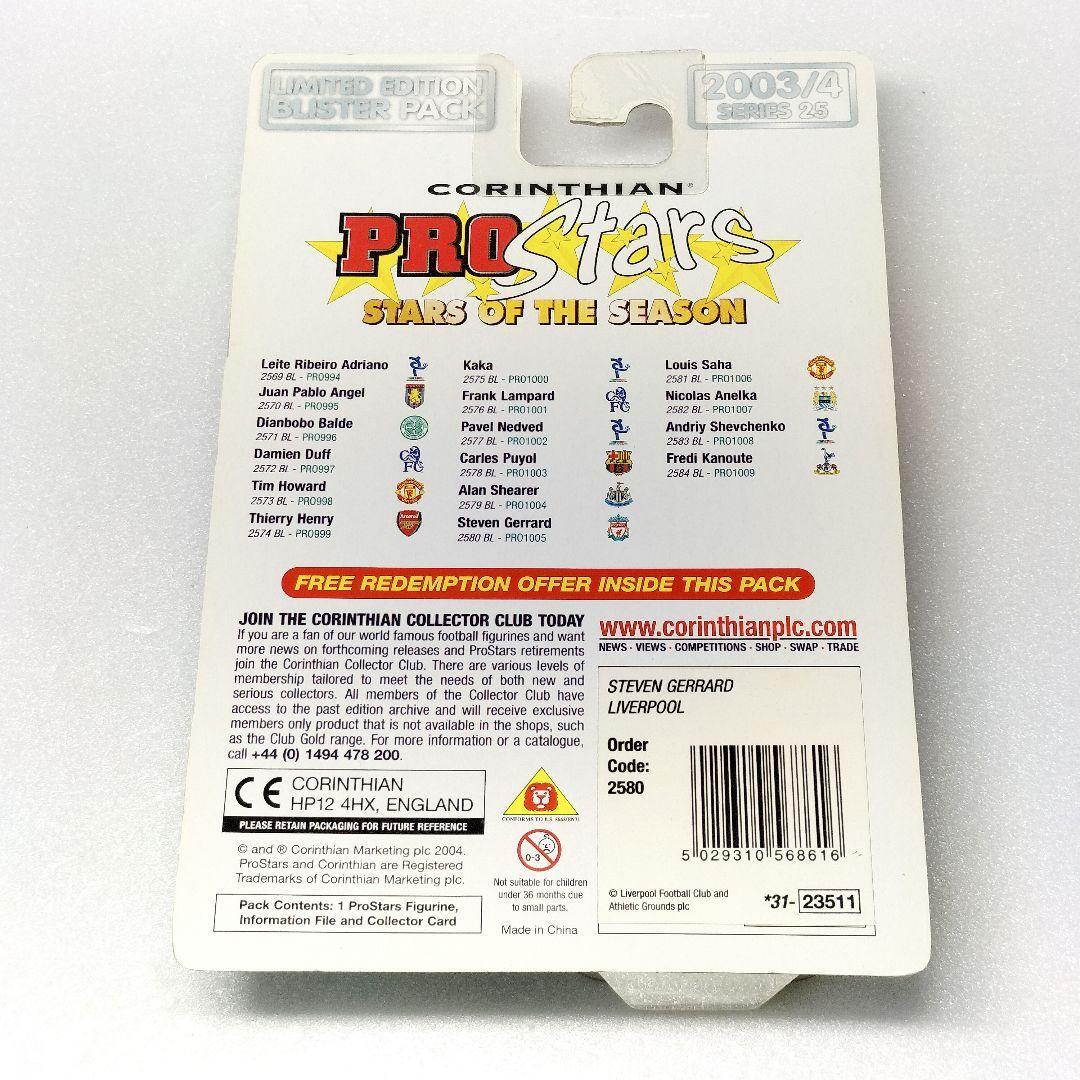 LIMITED EDITION
BLISTER PACK
2003/4
SERIES 25
CORINTHIAN®
PRO Stars
STARS OF THE SEASON
Leite Ribeiro Adriano
2569 BL - PRO994
Juan Pablo Angel
2570 BL - PRO995
Dianbobo Balde
2571 BL - PRO996
Damien Duff
2572 BL - PRO997
Tim Howard
2573 BL - PRO998
Thierry Henry
2574 BL - PRO999
Kaka
2575 BL - PRO1000
Frank Lampard
2576 BL - PRO1001
Pavel Nedved
2577 BL - PRO1002
Carles Puyol
2578 BL - PRO1003
Alan Shearer
2579 BL - PRO1004
Steven Gerrard
2580 BL - PRO1005
Louis Saha
2581 BL - PRO1006
Nicolas Anelka
2582 BL - PRO1007
Andriy Shevchenko
2583 BL - PRO1008
Fredi Kanoute
2584 BL - PRO1009
FREE REDEMPTION OFFER INSIDE THIS PACK
JOIN THE CORINTHIAN COLLECTOR CLUB TODAY
If you are a fan of our world famous football figurines and want
more news on forthcoming releases and ProStars retirements
join the Corinthian Collector Club. There are various levels of
membership tailored to meet the needs of both new and
serious collectors. All members of the Collector Club have
access to the past edition archive and will receive exclusive
members only product that is not available in the shops, such
as the Club Gold range. For more information or a catalogue,
call +44 (0) 1494 478 200.
CE CORINTHIAN
HP12 4HX, ENGLAND
PLEASE RETAIN PACKAGING FOR FUTURE REFERENCE
© and ® Corinthian Marketing plc 2004.
ProStars and Corinthian are Registered
Trademarks of Corinthian Marketing plc.
Pack Contents: 1 ProStars Figurine,
Information File and Collector Card
CONFORMS TO B.S.
0-3
Not suitable for children
under 36 months due
to small parts.
Made in China
www.corinthianplc.com
NEWS · VIEWS · COMPETITIONS · SHOP · SWAP · TRADE
STEVEN GERRARD
LIVERPOOL
Order
Code:
2580
5 029310 568616
© Liverpool Football Club and
Athletic Grounds plc
*31- 23511